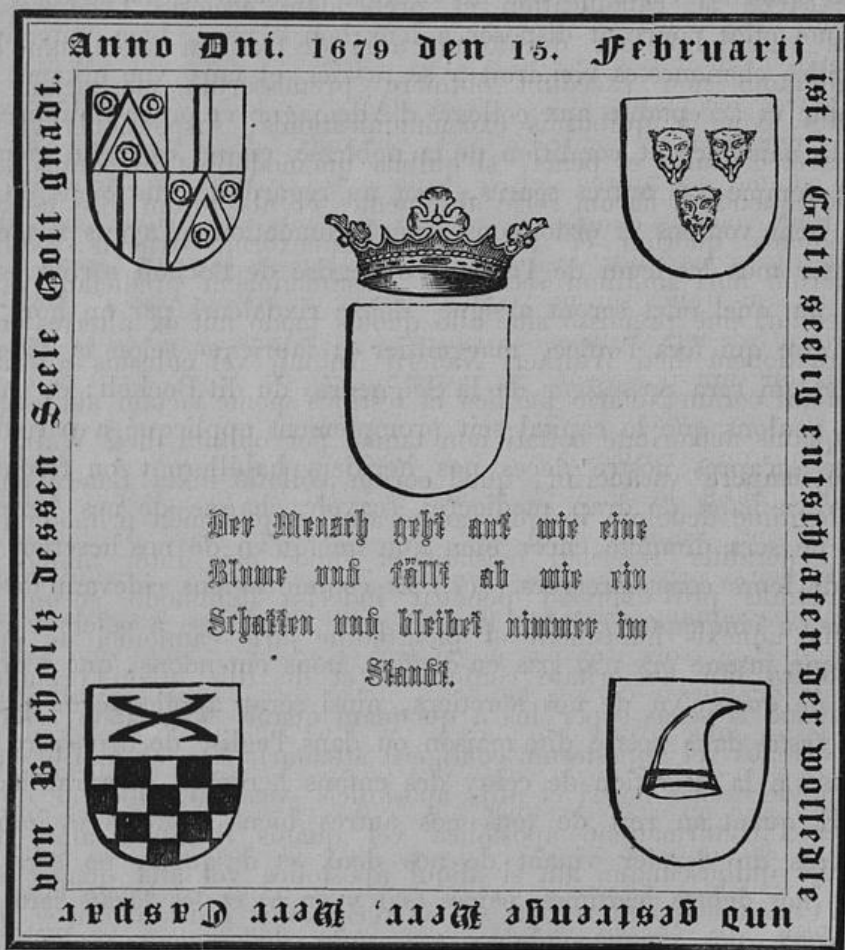 Anno Dni. 1679 den 15. Februarij
ist in Gott seelig entschlafen der wolledle
und gestrenge Herr Herr Caspar
von Bocholtz dessen Seele Gott gnædi.
Der Mensch geht auf wie eine
Blume und fällt ab wie ein
Schatten und bleibet nimmer im
Standt.